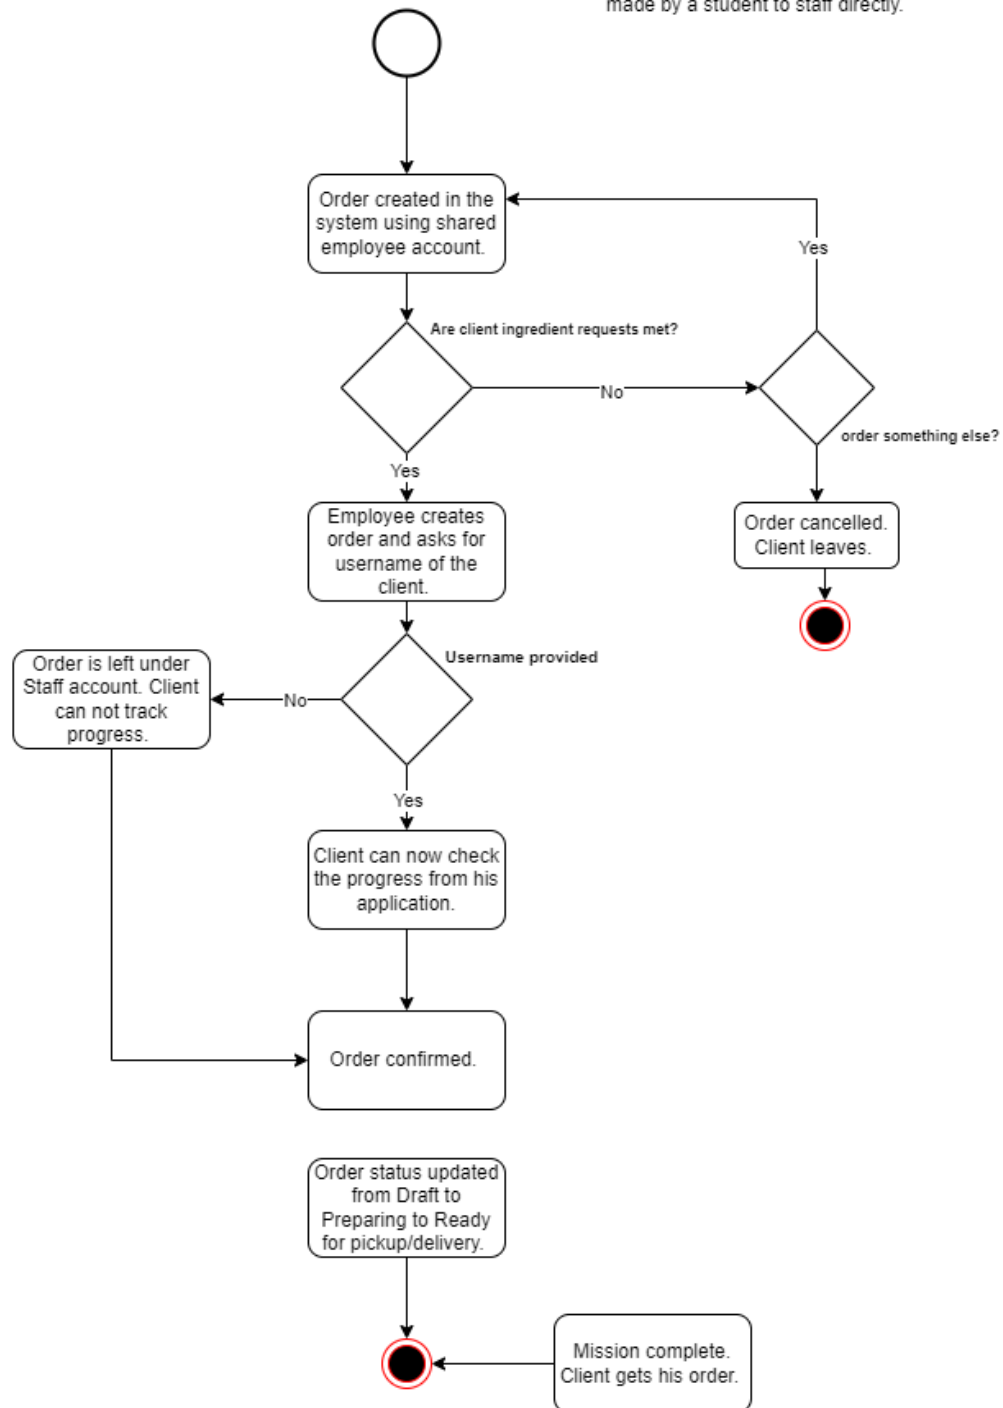 made by a student to staff directly.
Order created in the
system using shared
employee account.
Yes
Are client ingredient requests met?
No
order something else?
Yes
Employee creates
order and asks for
username of the
client.
Order cancelled.
Client leaves.
Username provided
Order is left under
Staff account. Client
can not track
progress.
No
Yes
Client can now check
the progress from his
application.
Order confirmed.
Order status updated
from Draft to
Preparing to Ready
for pickup/delivery.
Mission complete.
Client gets his order.